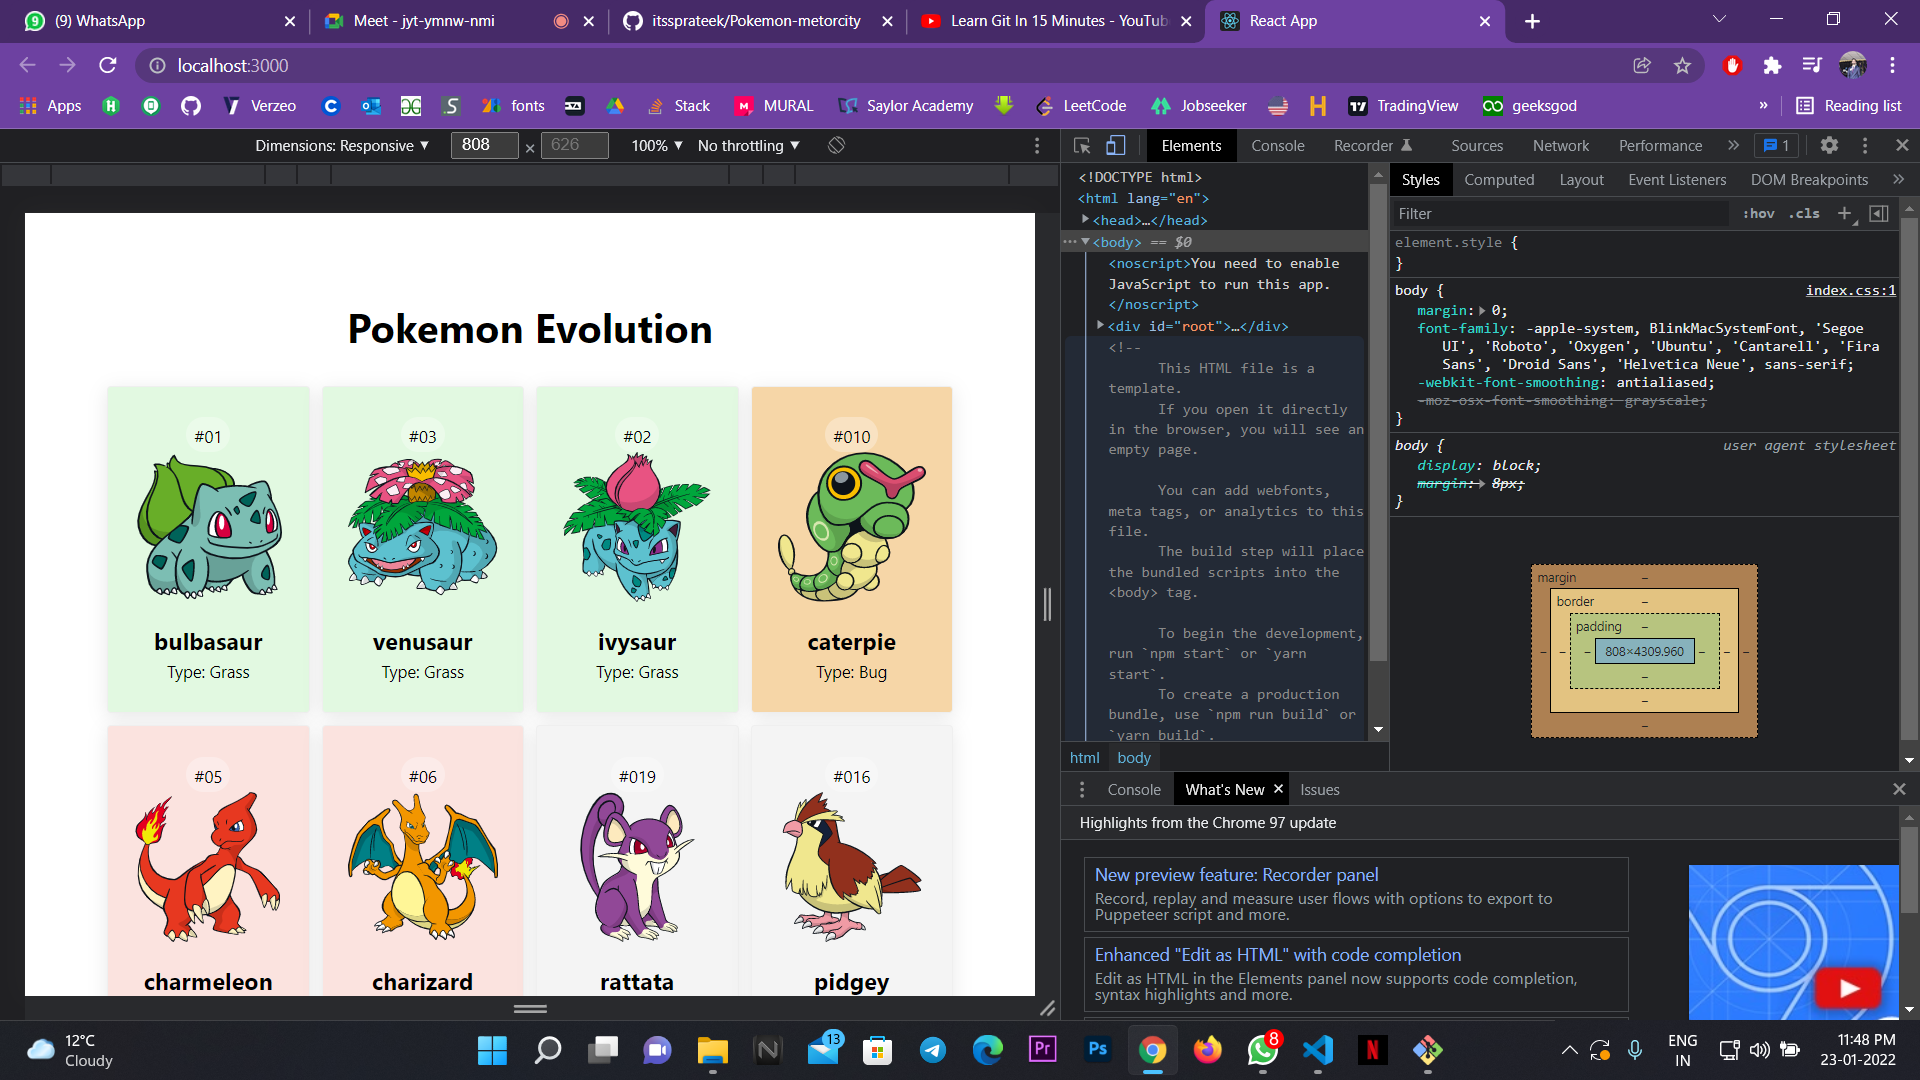 (9) WhatsApp
Meet - jyt-ymnw-nmi
itssprateek/Pokemon-metorcity
Learn Git In 15 Minutes - YouTub
React App
localhost:3000
Apps
Verzeo
fonts
Stack
MURAL
Saylor Academy
LeetCode
Jobseeker
TradingView
geeksgod
»
Reading list
Dimensions: Responsive ▼ 808 × 626 100% ▼ No throttling ▼
Elements Console Recorder Sources Network Performance » 1
Pokemon Evolution
#01 #03 #02 #010
bulbasaur venusaur ivysaur caterpie
Type: Grass Type: Grass Type: Grass Type: Bug
#05 #06 #019 #016
charmeleon charizard rattata pidgey
<!DOCTYPE html>
<html lang="en">
<head>…</head>
<body> == $0
<noscript>You need to enable
JavaScript to run this app.
</noscript>
<div id="root">…</div>
<!--
This HTML file is a
template.
If you open it directly
in the browser, you will see an
empty page.
You can add webfonts,
meta tags, or analytics to this
file.
The build step will place
the bundled scripts into the
<body> tag.
To begin the development,
run `npm start` or `yarn
start`.
To create a production
bundle, use `npm run build` or
`yarn build`.
html body
Styles Computed Layout Event Listeners DOM Breakpoints »
Filter :hov .cls +
element.style {
}
body { index.css:1
margin: 0;
font-family: -apple-system, BlinkMacSystemFont, 'Segoe
UI', 'Roboto', 'Oxygen', 'Ubuntu', 'Cantarell', 'Fira
Sans', 'Droid Sans', 'Helvetica Neue', sans-serif;
-webkit-font-smoothing: antialiased;
-moz-osx-font-smoothing: grayscale;
}
body { user agent stylesheet
display: block;
margin: 8px;
}
margin –
border –
padding –
– – – 808×4309.960 – – –
–
–
–
Console What's New × Issues
Highlights from the Chrome 97 update
New preview feature: Recorder panel
Record, replay and measure user flows with options to export to
Puppeteer script and more.
Enhanced "Edit as HTML" with code completion
Edit as HTML in the Elements panel now supports code completion,
syntax highlights and more.
12°C
Cloudy
13
Pr
Ps
8
N
ENG
IN
11:48 PM
23-01-2022